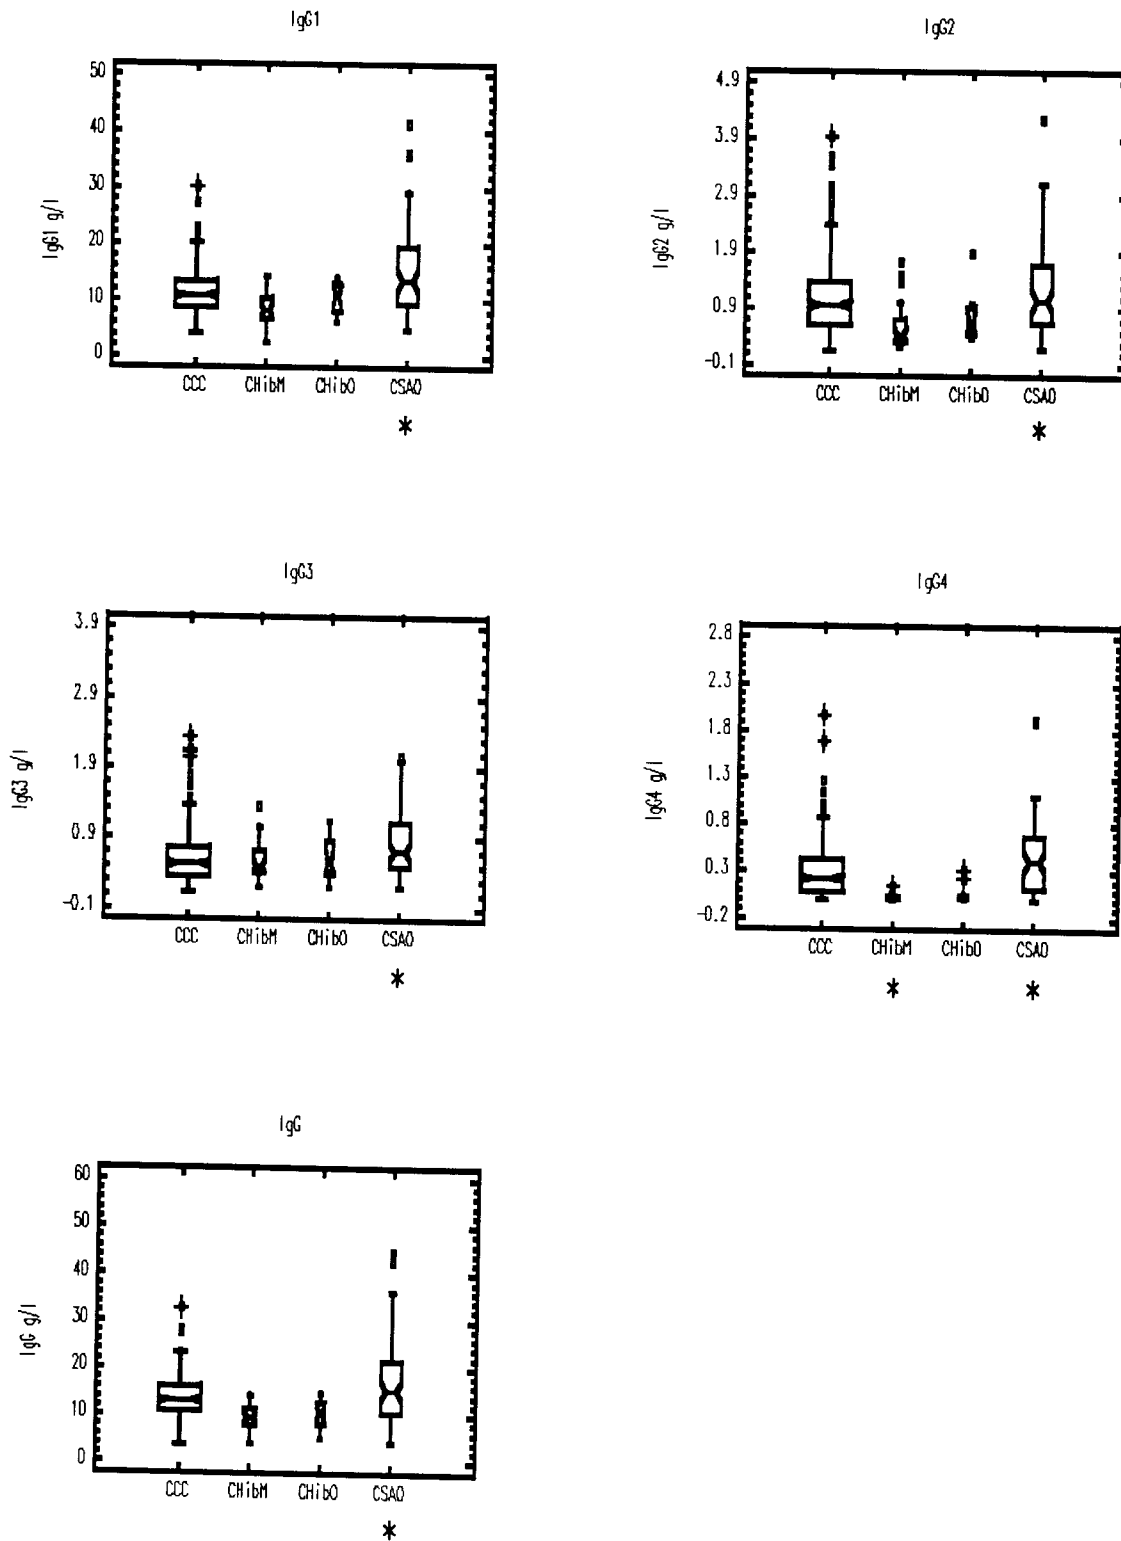 IgG1
50
40
30
20
10
0
IgG1 g/l
CCC CHibM CHibO CSAO
*
IgG2
4.9
3.9
2.9
1.9
0.9
-0.1
IgG2 g/l
CCC CHibM CHibO CSAO
*
IgG3
3.9
2.9
1.9
0.9
-0.1
IgG3 g/l
CCC CHibM CHibO CSAO
*
IgG4
2.8
2.3
1.8
1.3
0.8
0.3
-0.2
IgG4 g/l
CCC CHibM CHibO CSAO
* *
IgG
60
50
40
30
20
10
0
IgG g/l
CCC CHibM CHibO CSAO
*